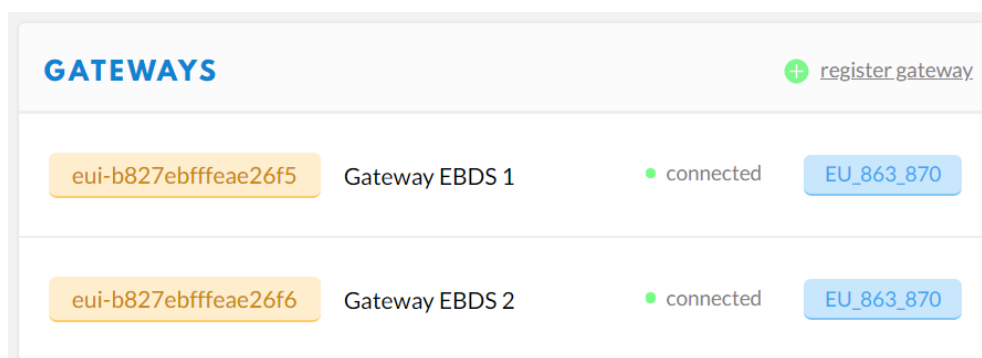 GATEWAYS register gateway
eui-b827ebfffeae26f5 Gateway EBDS 1 connected EU_863_870
eui-b827ebfffeae26f6 Gateway EBDS 2 connected EU_863_870